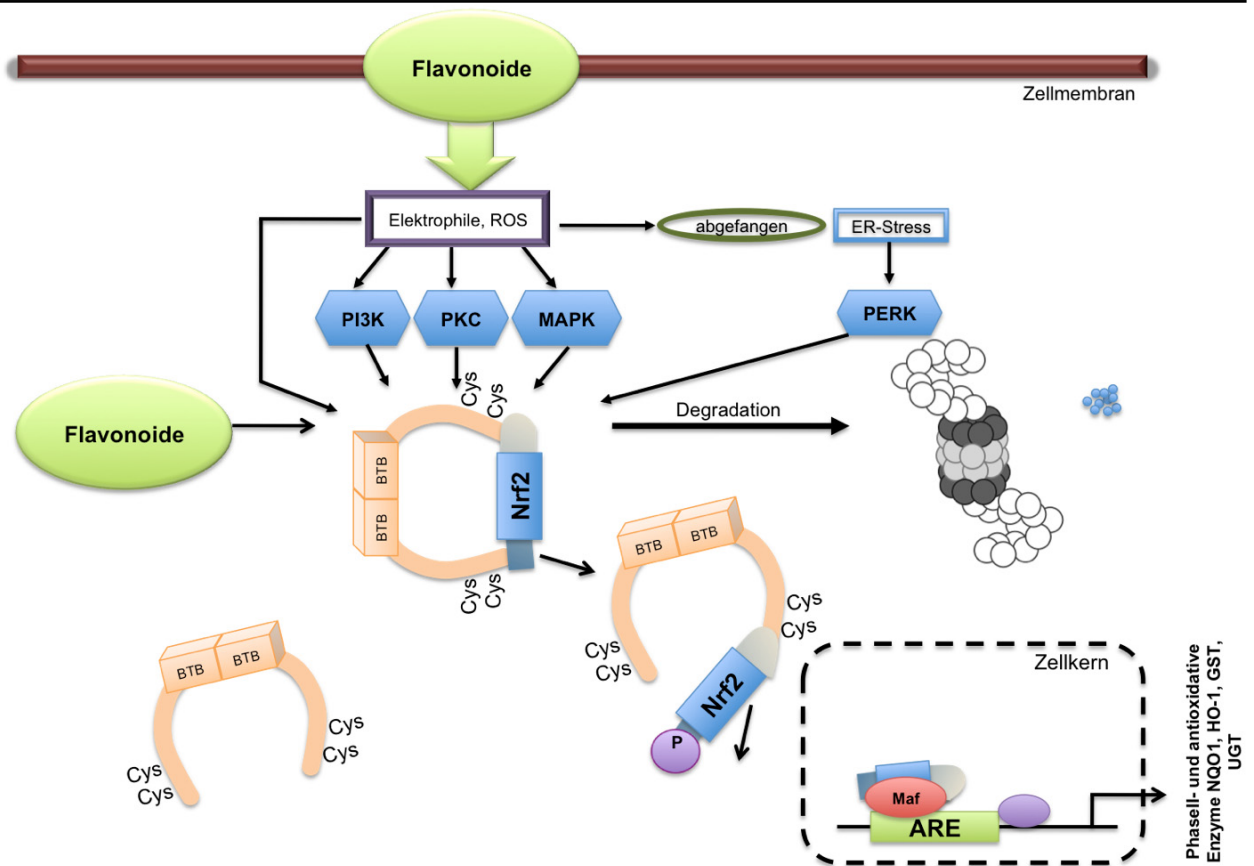 Flavonoide
Zellmembran
Elektrophile, ROS
abgefangen
ER-Stress
PI3K
PKC
MAPK
PERK
Cys
Cys
Degradation
Flavonoide
BTB
BTB
Nrf2
Cys
Cys
BTB
BTB
Cys
Cys
Cys
Cys
Nrf2
P
BTB
BTB
Cys
Cys
Cys
Cys
Zellkern
Maf
ARE
Phasell- und antioxidative
Enzyme NQO1, HO-1, GST,
UGT